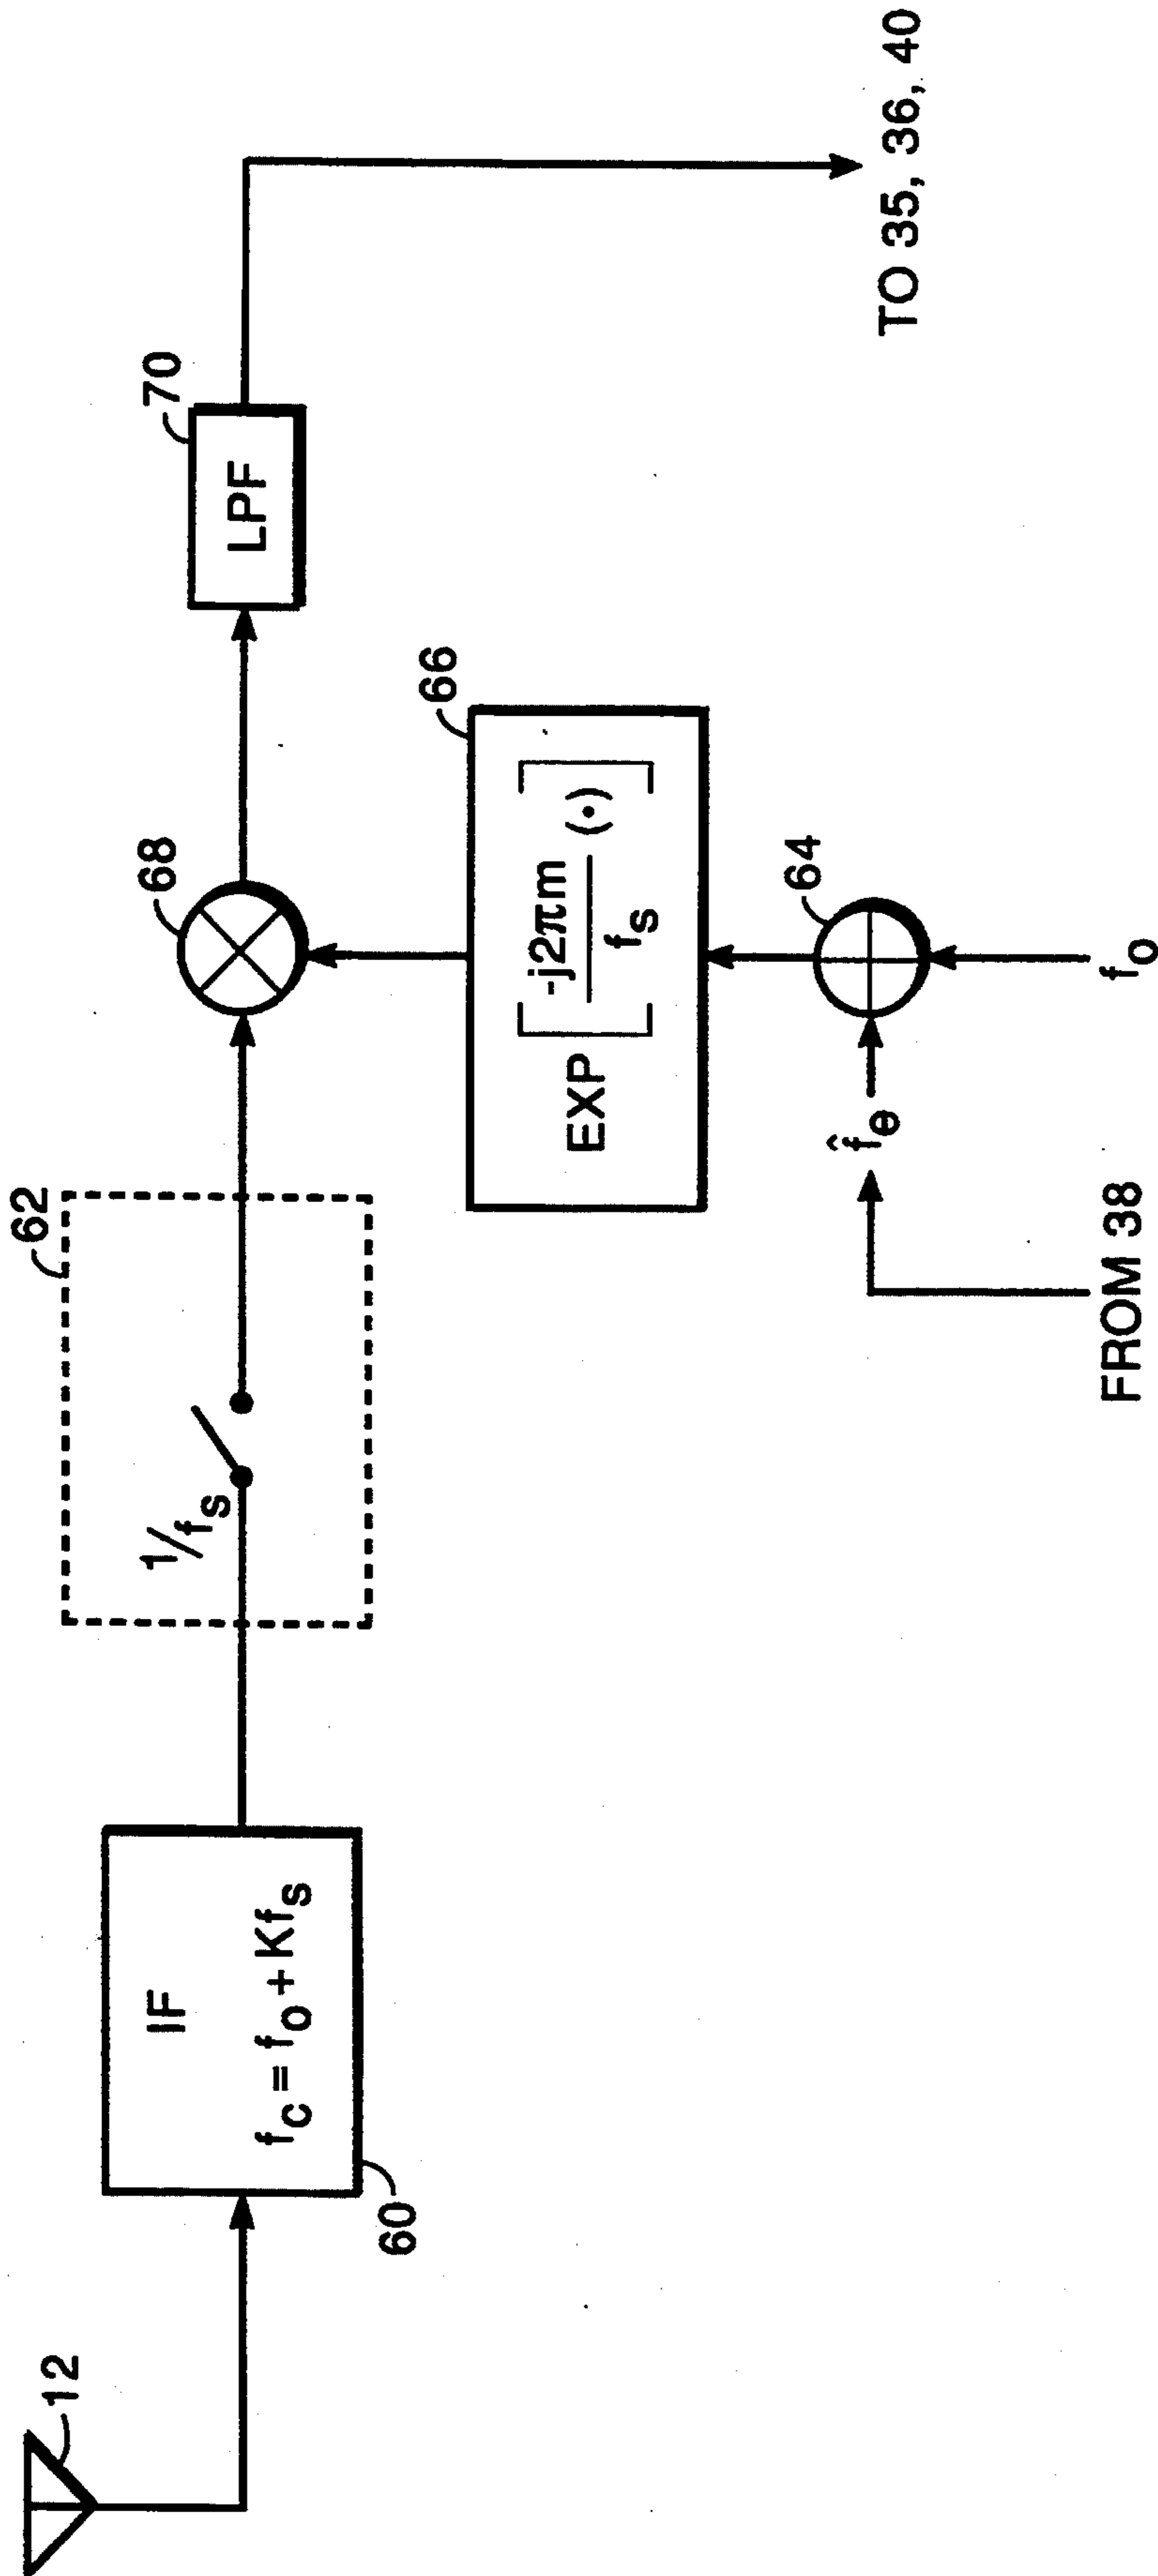 12
IF
f_c = f_o + Kf_s
60
62
1/f_s
68
70
LPF
66
EXP [ -j2πm / f_s (•) ]
64
f̂_e
f_o
FROM 38
TO 35, 36, 40